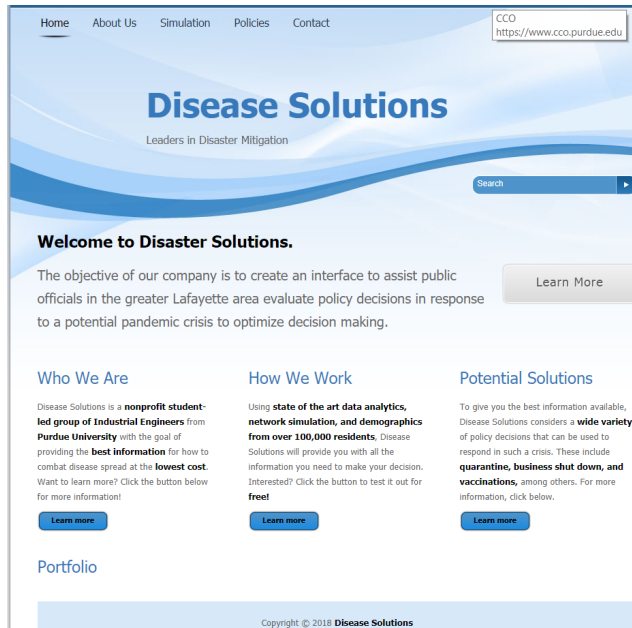 Home About Us Simulation Policies Contact
CCO
https://www.cco.purdue.edu
Disease Solutions
Leaders in Disaster Mitigation
Search
Welcome to Disaster Solutions.
The objective of our company is to create an interface to assist public
officials in the greater Lafayette area evaluate policy decisions in response
to a potential pandemic crisis to optimize decision making.
Learn More
Who We Are
Disease Solutions is a nonprofit student-
led group of Industrial Engineers from
Purdue University with the goal of
providing the best information for how to
combat disease spread at the lowest cost.
Want to learn more? Click the button below
for more information!
Learn more
How We Work
Using state of the art data analytics,
network simulation, and demographics
from over 100,000 residents, Disease
Solutions will provide you with all the
information you need to make your decision.
Interested? Click the button to test it out for
free!
Learn more
Potential Solutions
To give you the best information available,
Disease Solutions considers a wide variety
of policy decisions that can be used to
respond in such a crisis. These include
quarantine, business shut down, and
vaccinations, among others. For more
information, click below.
Learn more
Portfolio
Copyright © 2018 Disease Solutions